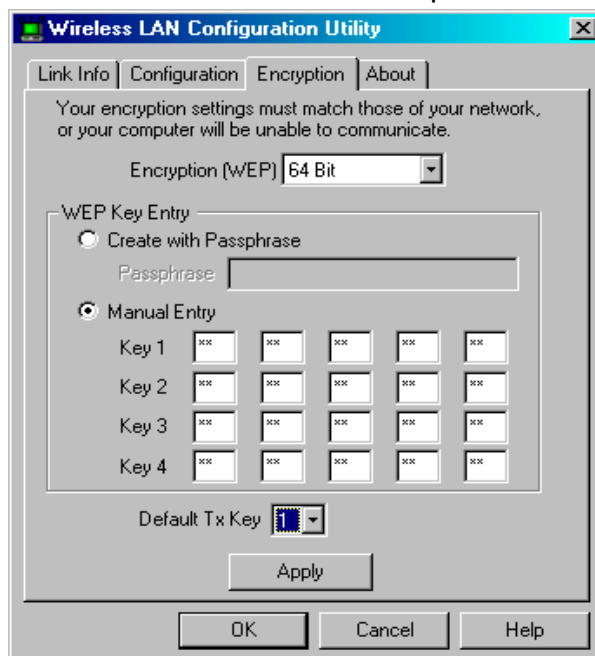 Wireless LAN Configuration Utility
Link Info Configuration Encryption About
Your encryption settings must match those of your network,
or your computer will be unable to communicate.
Encryption (WEP) 64 Bit
WEP Key Entry
Create with Passphrase
Passphrase
Manual Entry
Key 1 ** ** ** ** **
Key 2 ** ** ** ** **
Key 3 ** ** ** ** **
Key 4 ** ** ** ** **
Default Tx Key 1
Apply
OK Cancel Help